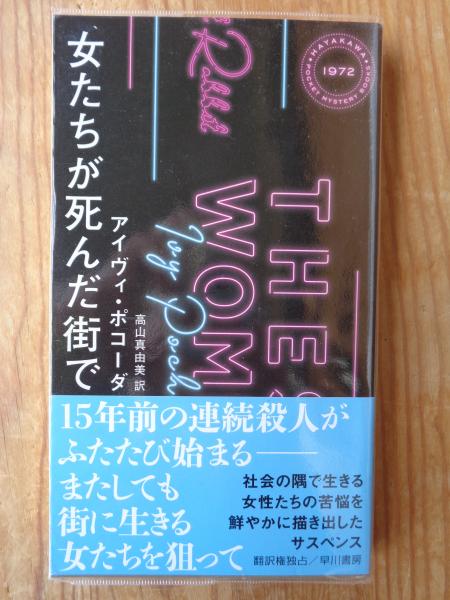 HAYAKAWA
POCKET MYSTERY BOOKS
1972
女たちが死んだ街で
アイヴィ・ポコーダ
高山真由美 訳
THES
WOM
Ivy Poch
15年前の連続殺人が
ふたたび始まる──
またしても
街に生きる
女たちを狙って
社会の隅で生きる
女性たちの苦悩を
鮮やかに描き出した
サスペンス
翻訳権独占／早川書房